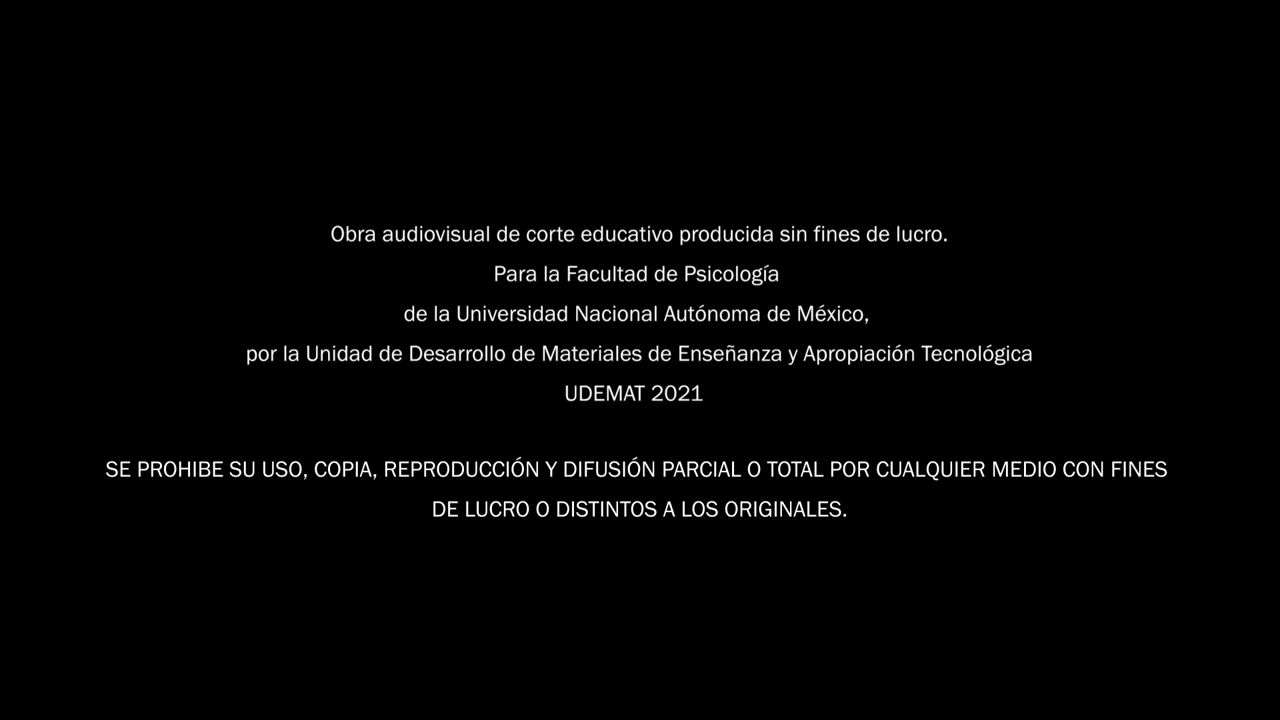 Obra audiovisual de corte educativo producida sin fines de lucro.
Para la Facultad de Psicología
de la Universidad Nacional Autónoma de México,
por la Unidad de Desarrollo de Materiales de Enseñanza y Apropiación Tecnológica
UDEMAT 2021
SE PROHIBE SU USO, COPIA, REPRODUCCIÓN Y DIFUSIÓN PARCIAL O TOTAL POR CUALQUIER MEDIO CON FINES
DE LUCRO O DISTINTOS A LOS ORIGINALES.